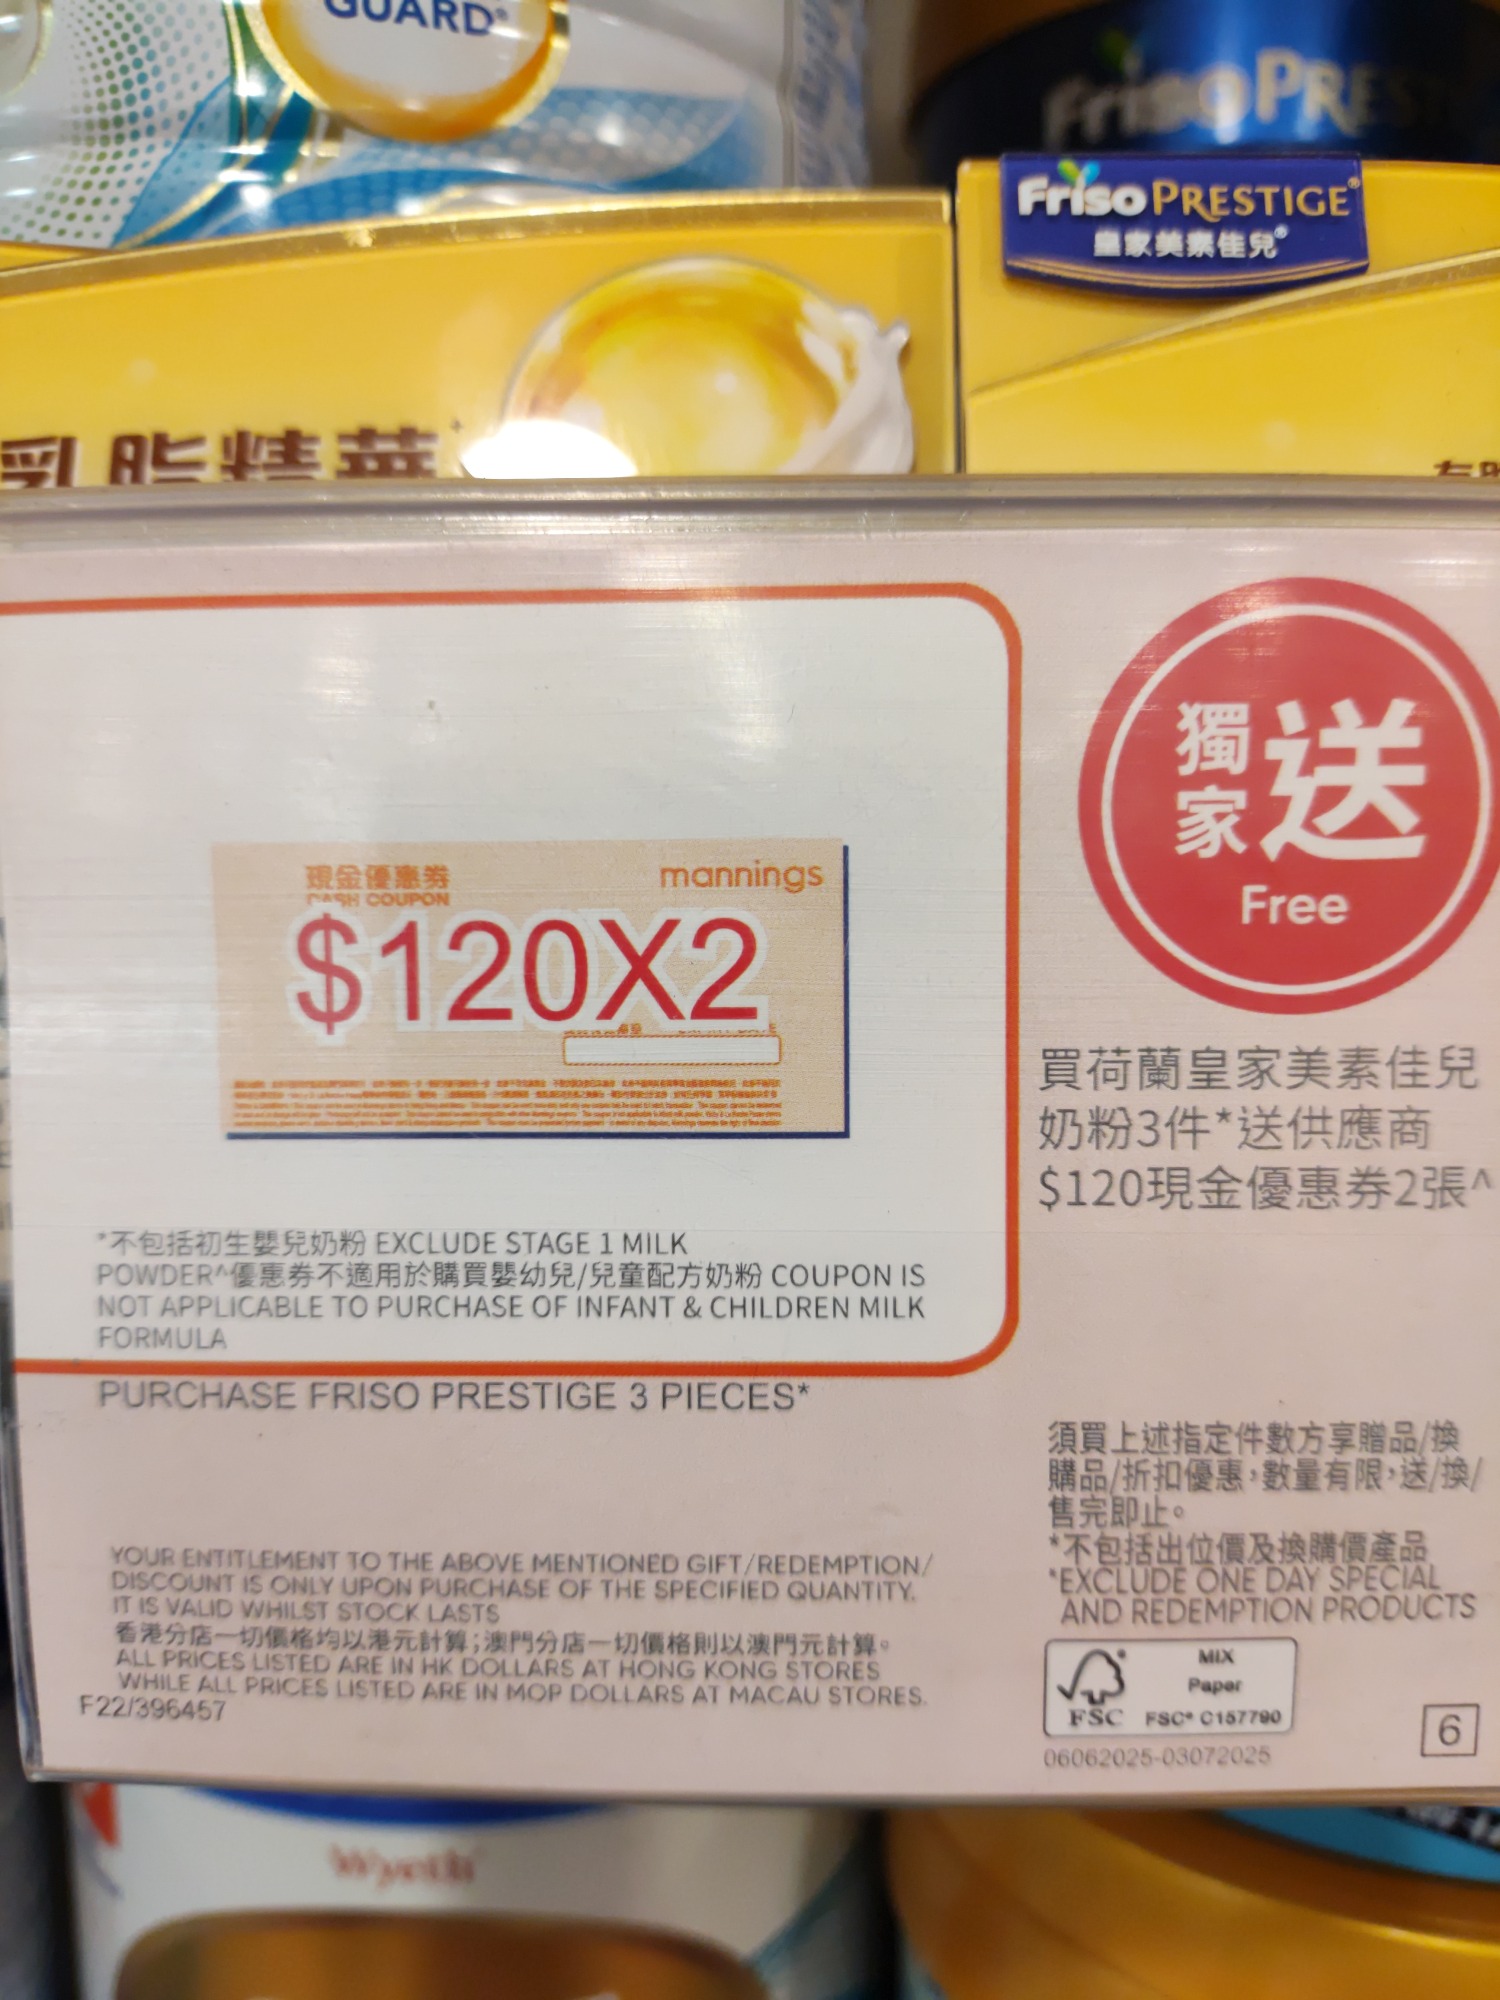 GUARD®
Friso PRES
Friso PRESTIGE®
皇家美素佳兒®
乳脂精華+
現金優惠券
mannings
CASH COUPON
$120X2
獨家
送
Free
買荷蘭皇家美素佳兒
奶粉3件*送供應商
$120現金優惠券2張^
*不包括初生嬰兒奶粉 EXCLUDE STAGE 1 MILK
POWDER^優惠券不適用於購買嬰幼兒/兒童配方奶粉 COUPON IS
NOT APPLICABLE TO PURCHASE OF INFANT & CHILDREN MILK
FORMULA
PURCHASE FRISO PRESTIGE 3 PIECES*
須買上述指定件數方享贈品/換
購品/折扣優惠，數量有限，送/換/
售完即止。
*不包括出位價及換購價產品
*EXCLUDE ONE DAY SPECIAL
AND REDEMPTION PRODUCTS
YOUR ENTITLEMENT TO THE ABOVE MENTIONED GIFT/REDEMPTION/
DISCOUNT IS ONLY UPON PURCHASE OF THE SPECIFIED QUANTITY.
IT IS VALID WHILST STOCK LASTS
香港分店一切價格均以港元計算；澳門分店一切價格則以澳門元計算。
ALL PRICES LISTED ARE IN HK DOLLARS AT HONG KONG STORES
WHILE ALL PRICES LISTED ARE IN MOP DOLLARS AT MACAU STORES.
F22/396457
MIX
Paper
FSC
FSC® C157790
06062025-03072025
6
Wyeth